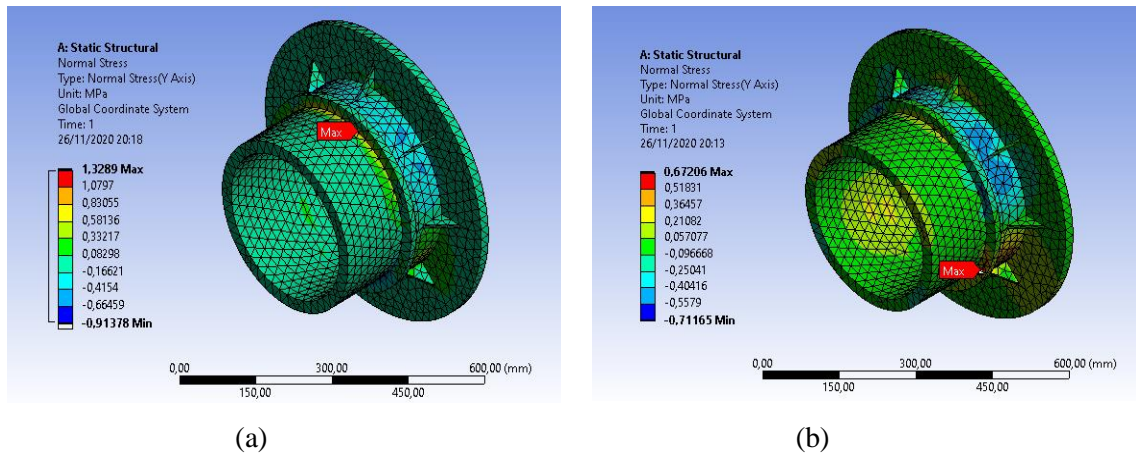 A: Static Structural
Normal Stress
Type: Normal Stress(Y Axis)
Unit: MPa
Global Coordinate System
Time: 1
26/11/2020 20:18
1,3289 Max
1,0797
0,83055
0,58136
0,33217
0,08298
-0,16621
-0,4154
-0,66459
-0,91378 Min
Max
0,00
300,00
600,00 (mm)
150,00
450,00
(a)
A: Static Structural
Normal Stress
Type: Normal Stress(Y Axis)
Unit: MPa
Global Coordinate System
Time: 1
26/11/2020 20:13
0,67206 Max
0,51831
0,36457
0,21082
0,057077
-0,096668
-0,25041
-0,40416
-0,5579
-0,71165 Min
Max
0,00
300,00
600,00 (mm)
150,00
450,00
(b)